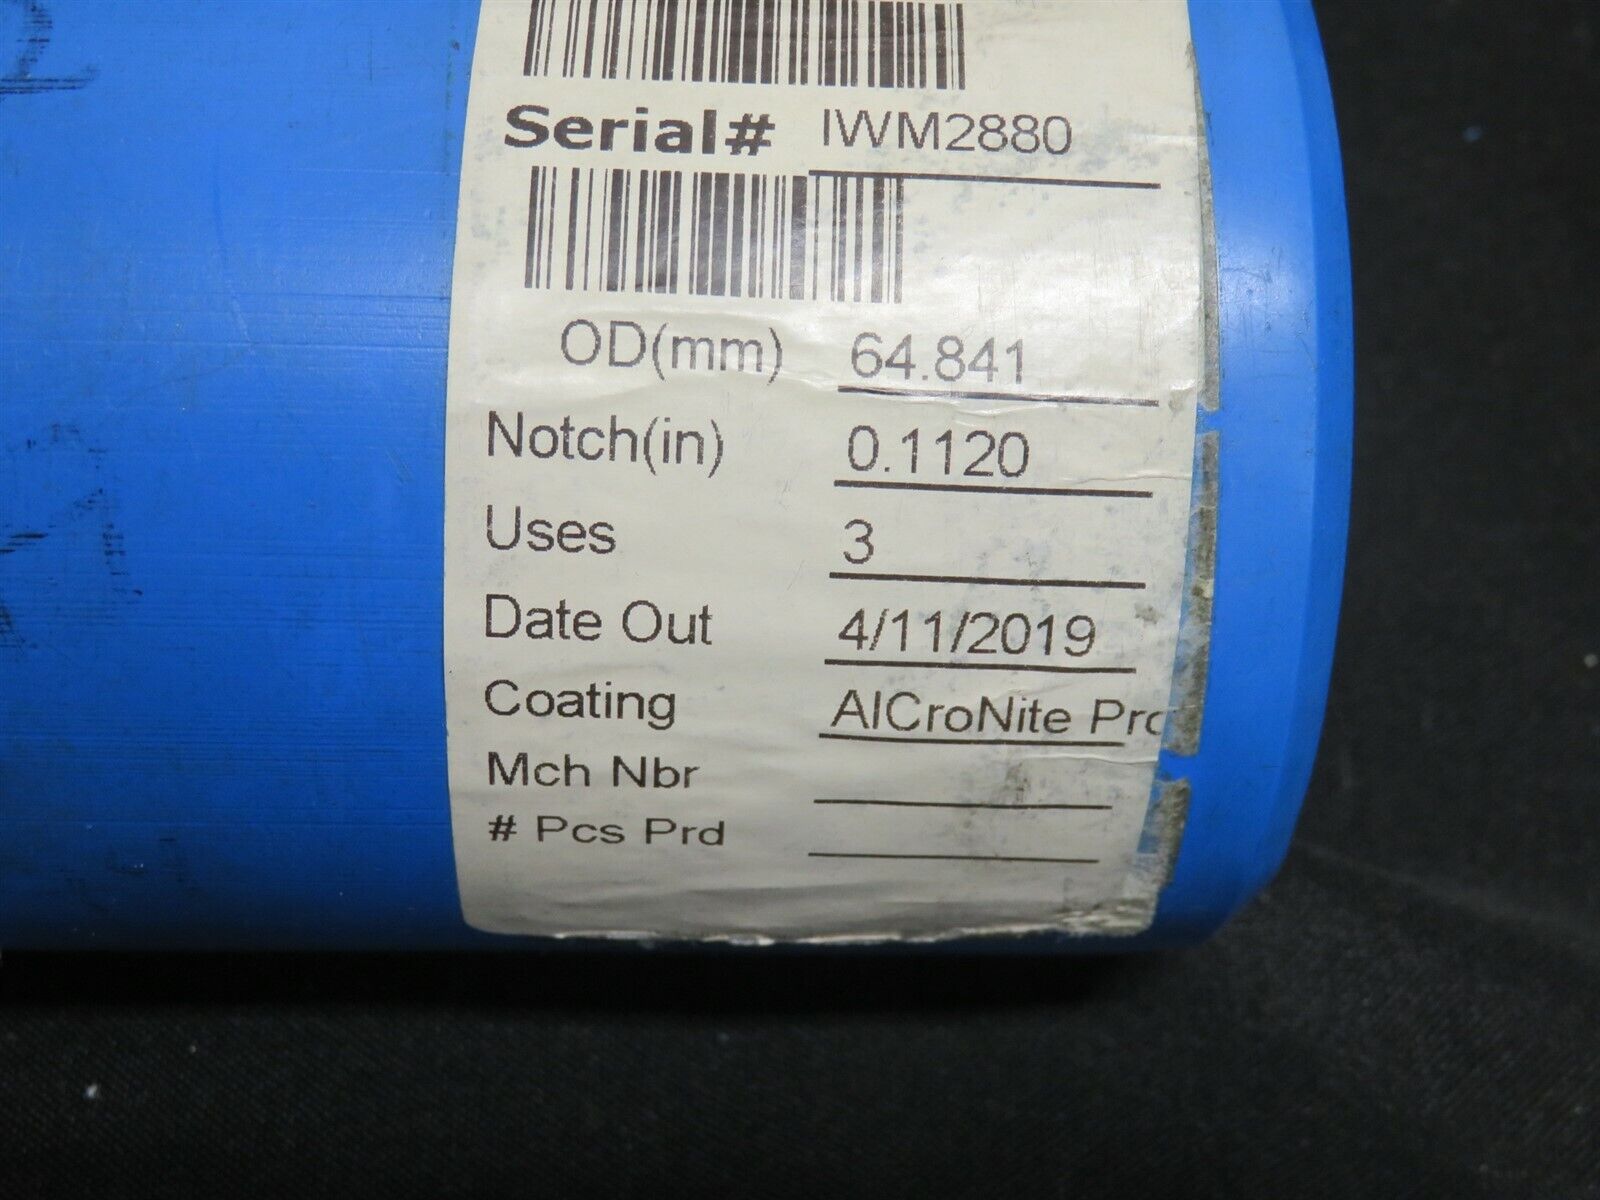 Serial# IWM2880
OD(mm) 64.841
Notch(in) 0.1120
Uses 3
Date Out 4/11/2019
Coating AlCroNite Pro
Mch Nbr
# Pcs Prd